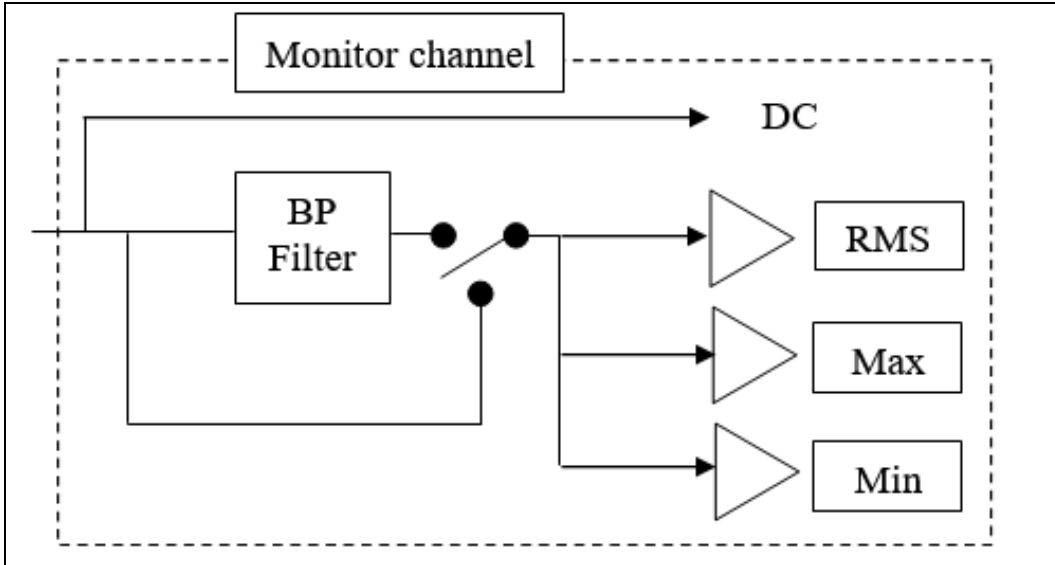 Monitor channel
DC
BP
Filter
RMS
Max
Min